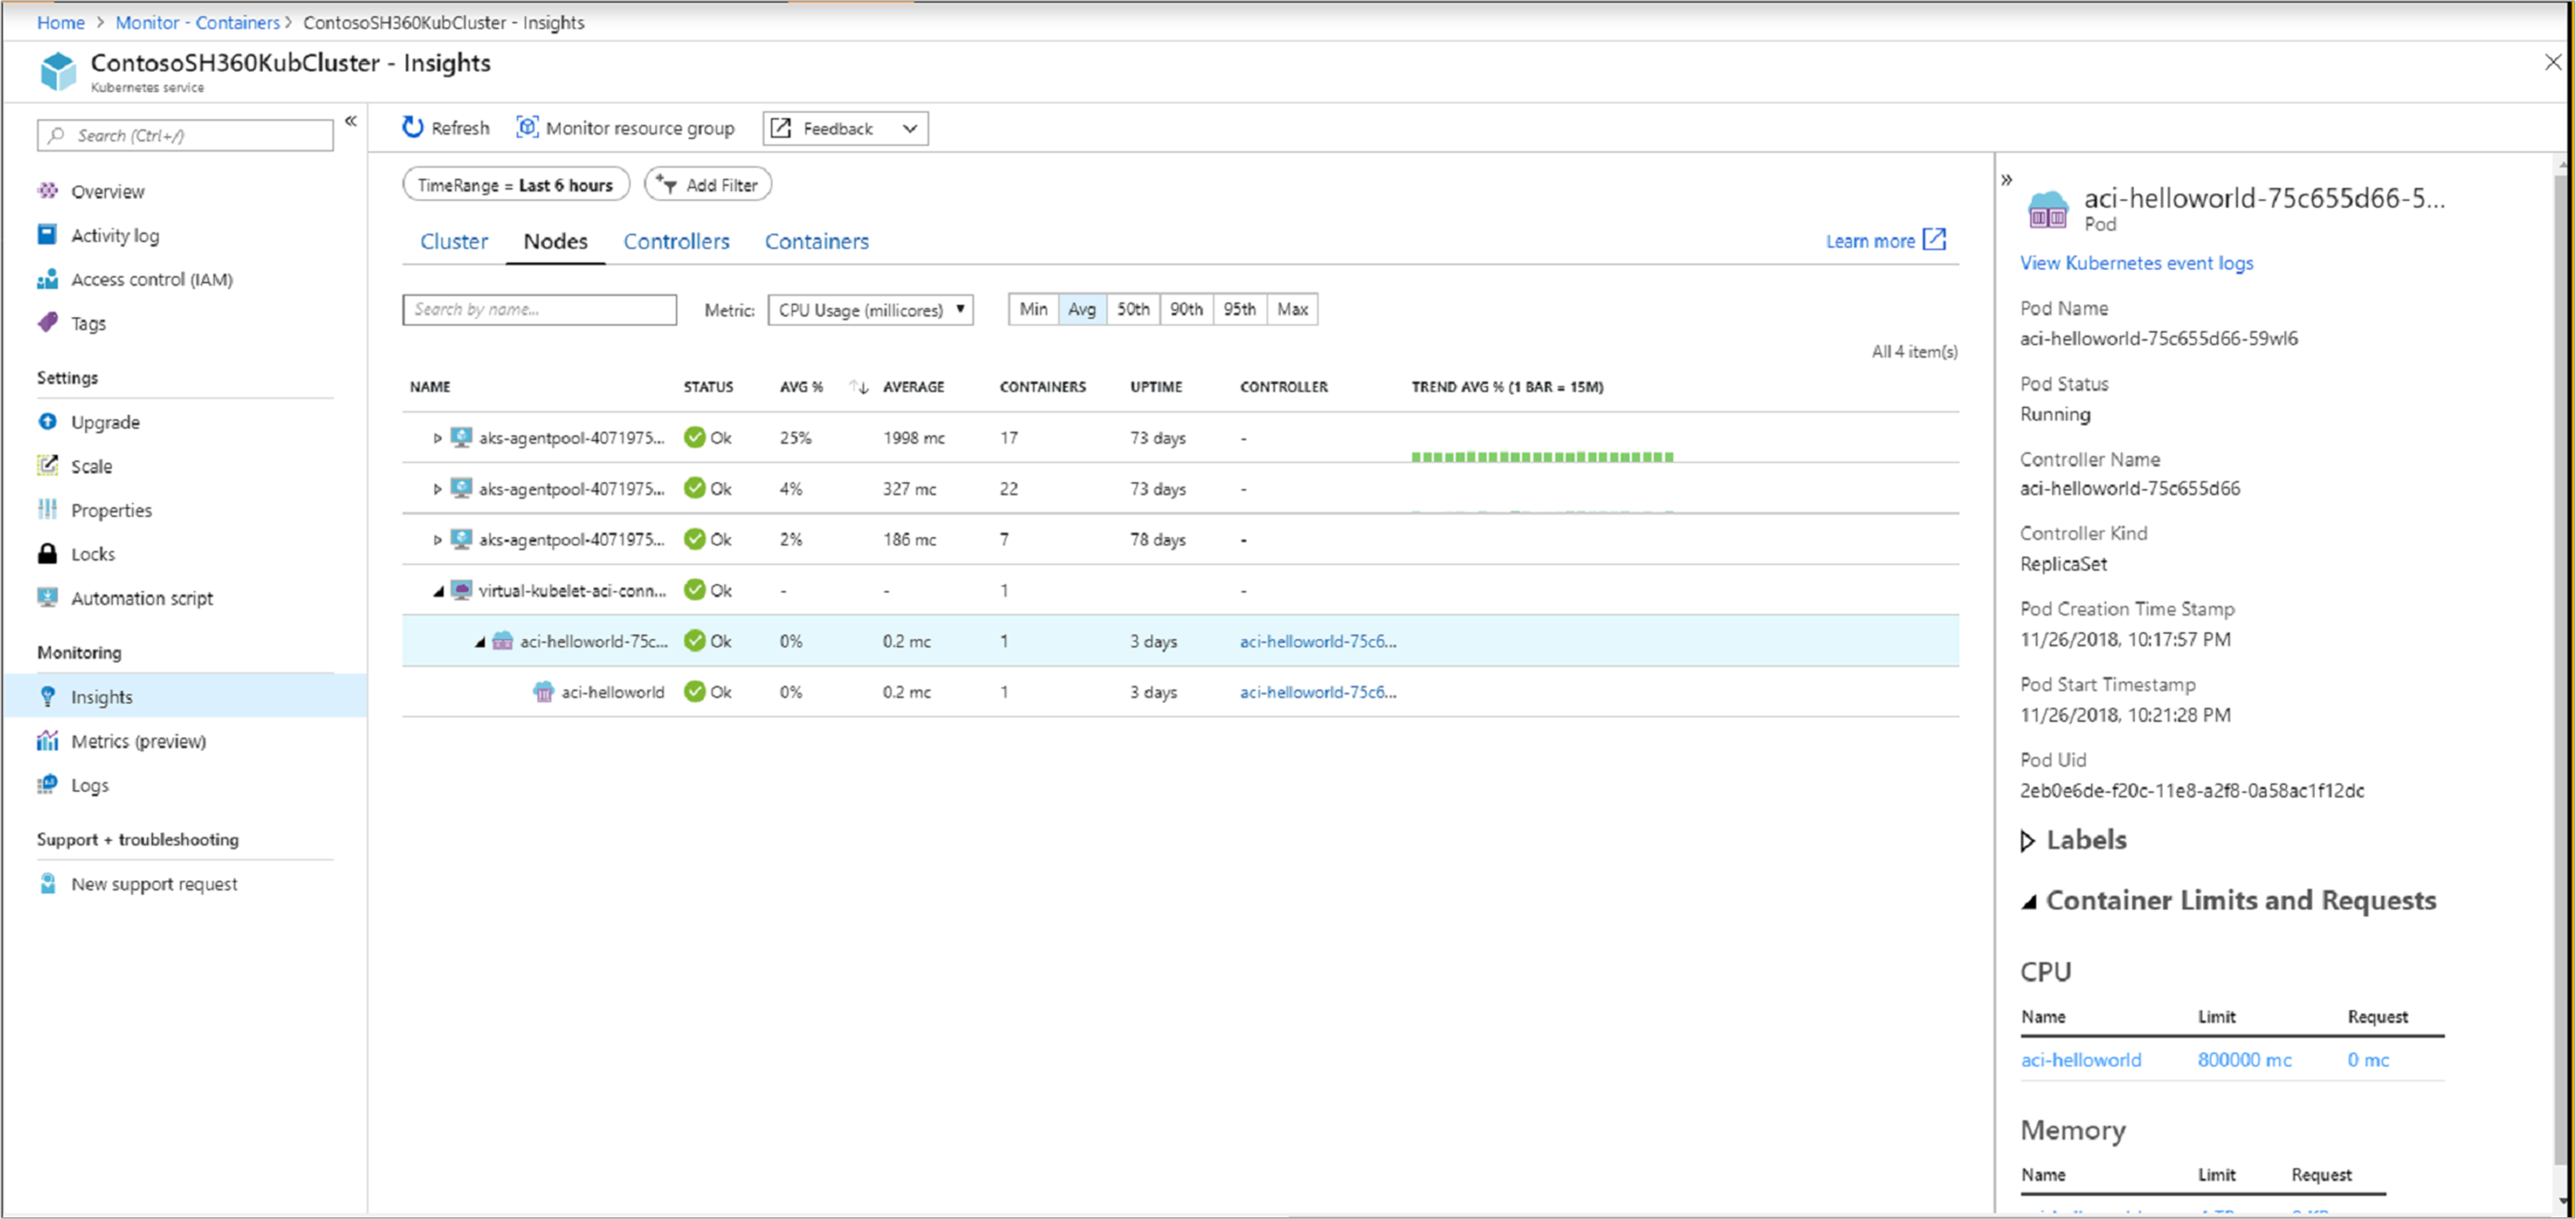 Home > Monitor - Containers > ContosoSH360KubCluster - Insights
ContosoSH360KubCluster - Insights
Kubernetes service
Search (Ctrl+/)
«
Overview
Activity log
Access control (IAM)
Tags
Settings
Upgrade
Scale
Properties
Locks
Automation script
Monitoring
Insights
Metrics (preview)
Logs
Support + troubleshooting
New support request
Refresh Monitor resource group Feedback
TimeRange = Last 6 hours Add Filter
Cluster Nodes Controllers Containers Learn more
Search by name... Metric: CPU Usage (millicores) Min Avg 50th 90th 95th Max
All 4 item(s)
NAME STATUS AVG % AVERAGE CONTAINERS UPTIME CONTROLLER TREND AVG % (1 BAR = 15M)
aks-agentpool-4071975... Ok 25% 1998 mc 17 73 days -
aks-agentpool-4071975... Ok 4% 327 mc 22 73 days -
aks-agentpool-4071975... Ok 2% 186 mc 7 78 days -
virtual-kubelet-aci-conn... Ok - - 1 -
aci-helloworld-75c... Ok 0% 0.2 mc 1 3 days aci-helloworld-75c6...
aci-helloworld Ok 0% 0.2 mc 1 3 days aci-helloworld-75c6...
»
aci-helloworld-75c655d66-5...
Pod
View Kubernetes event logs
Pod Name
aci-helloworld-75c655d66-59wl6
Pod Status
Running
Controller Name
aci-helloworld-75c655d66
Controller Kind
ReplicaSet
Pod Creation Time Stamp
11/26/2018, 10:17:57 PM
Pod Start Timestamp
11/26/2018, 10:21:28 PM
Pod Uid
2eb0e6de-f20c-11e8-a2f8-0a58ac1f12dc
Labels
Container Limits and Requests
CPU
Name Limit Request
aci-helloworld 800000 mc 0 mc
Memory
Name Limit Request